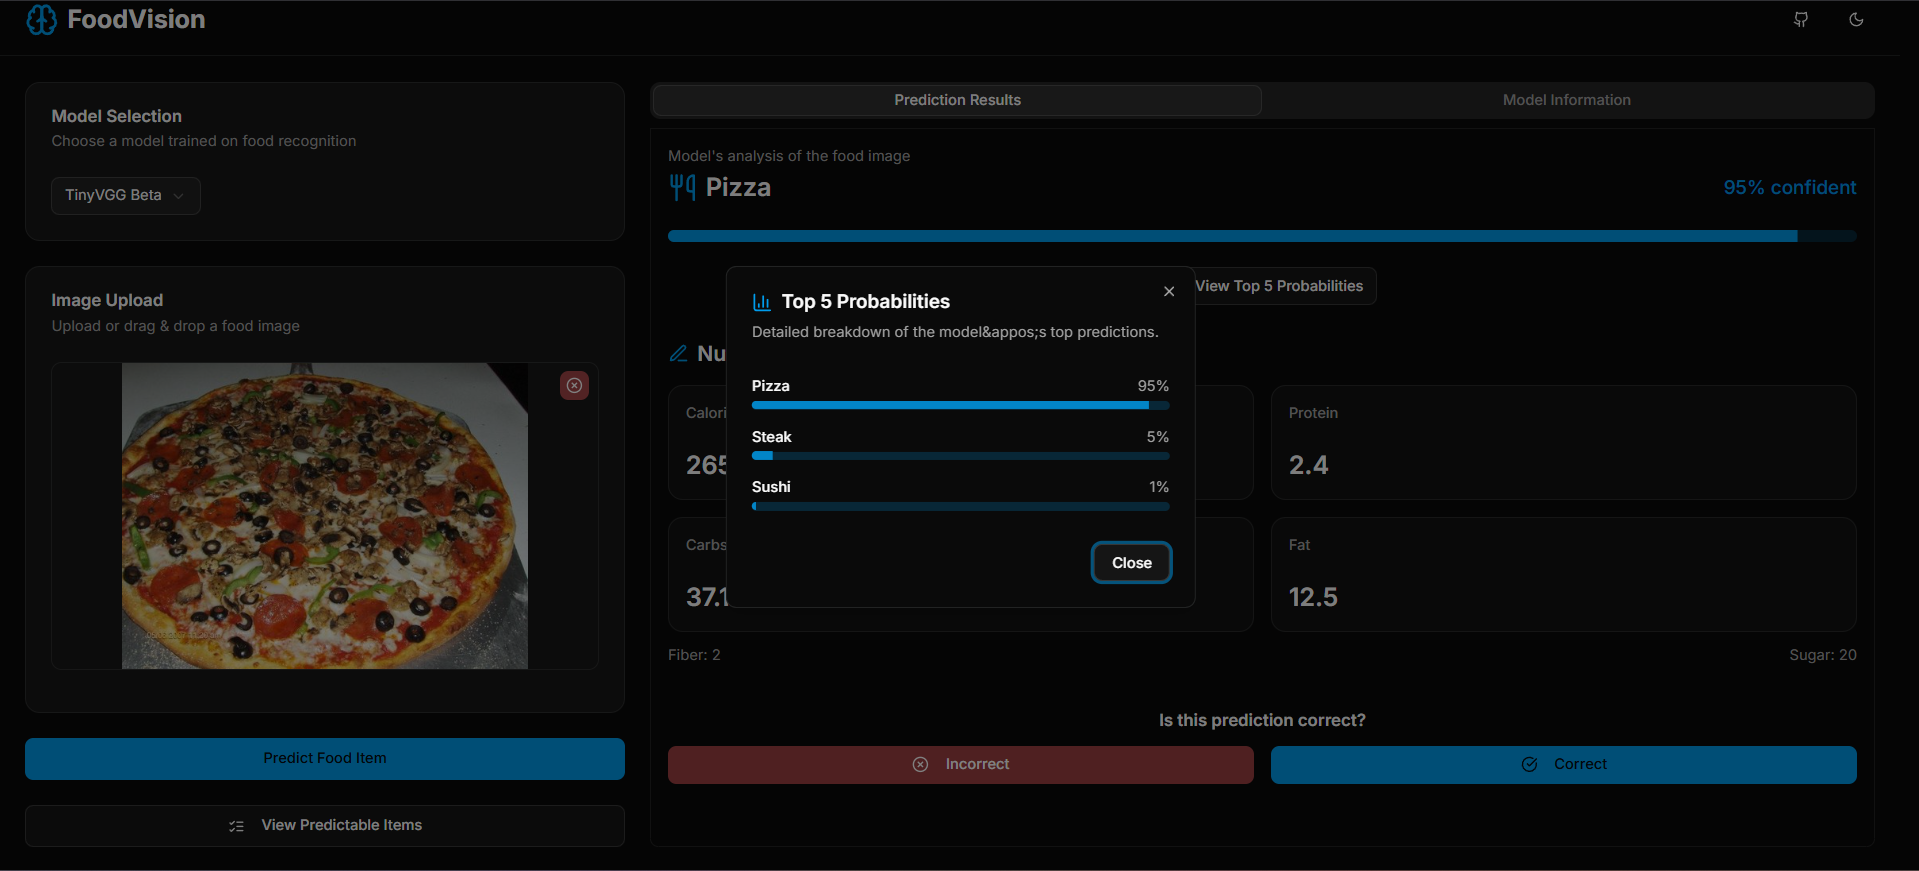 FoodVision
Model Selection
Choose a model trained on food recognition
TinyVGG Beta
Image Upload
Upload or drag & drop a food image
Predict Food Item
View Predictable Items
Prediction Results
Model Information
Model's analysis of the food image
Pizza
95% confident
View Top 5 Probabilities
Nu
Calori
265
Protein
2.4
Carbs
37.1
Fat
12.5
Fiber: 2
Sugar: 20
Is this prediction correct?
Incorrect
Correct
Top 5 Probabilities
Detailed breakdown of the model&appos;s top predictions.
Pizza 95%
Steak 5%
Sushi 1%
Close